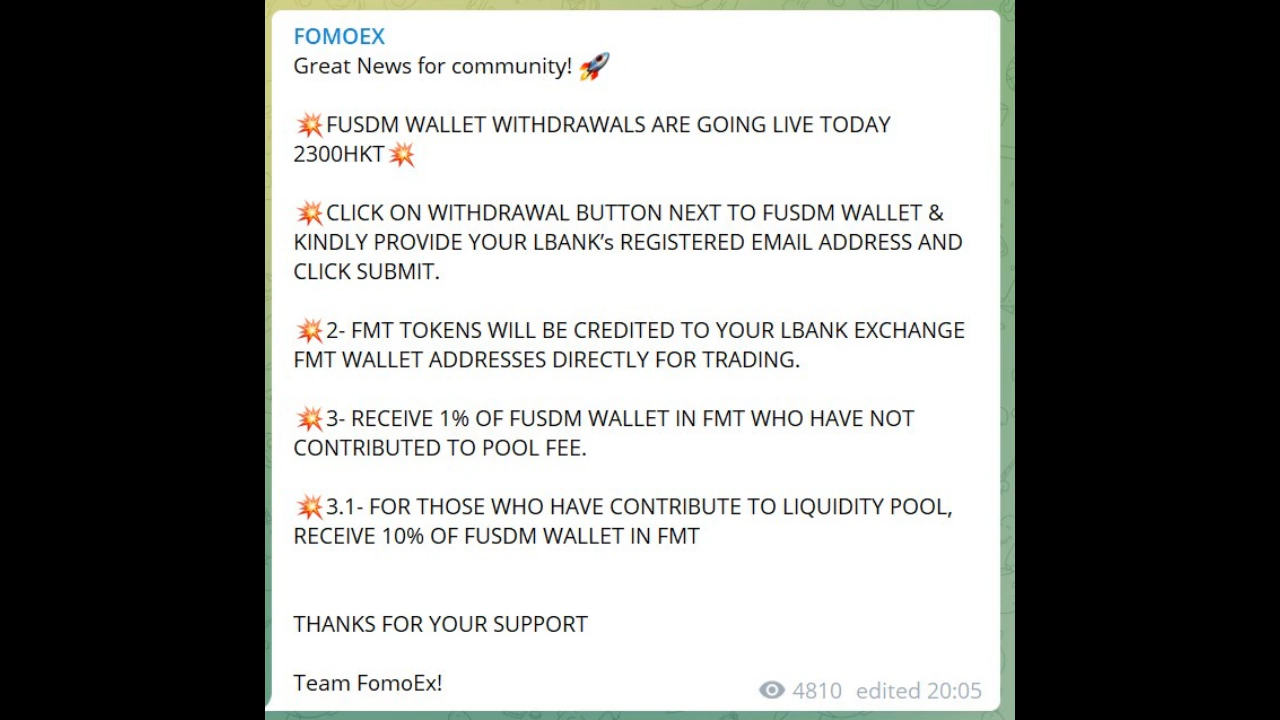 FOMOEX
Great News for community! 🚀
💥FUSDM WALLET WITHDRAWALS ARE GOING LIVE TODAY
2300HKT💥
💥CLICK ON WITHDRAWAL BUTTON NEXT TO FUSDM WALLET &
KINDLY PROVIDE YOUR LBANK’s REGISTERED EMAIL ADDRESS AND
CLICK SUBMIT.
💥2- FMT TOKENS WILL BE CREDITED TO YOUR LBANK EXCHANGE
FMT WALLET ADDRESSES DIRECTLY FOR TRADING.
💥3- RECEIVE 1% OF FUSDM WALLET IN FMT WHO HAVE NOT
CONTRIBUTED TO POOL FEE.
💥3.1- FOR THOSE WHO HAVE CONTRIBUTE TO LIQUIDITY POOL,
RECEIVE 10% OF FUSDM WALLET IN FMT
THANKS FOR YOUR SUPPORT
Team FomoEx!
4810 edited 20:05